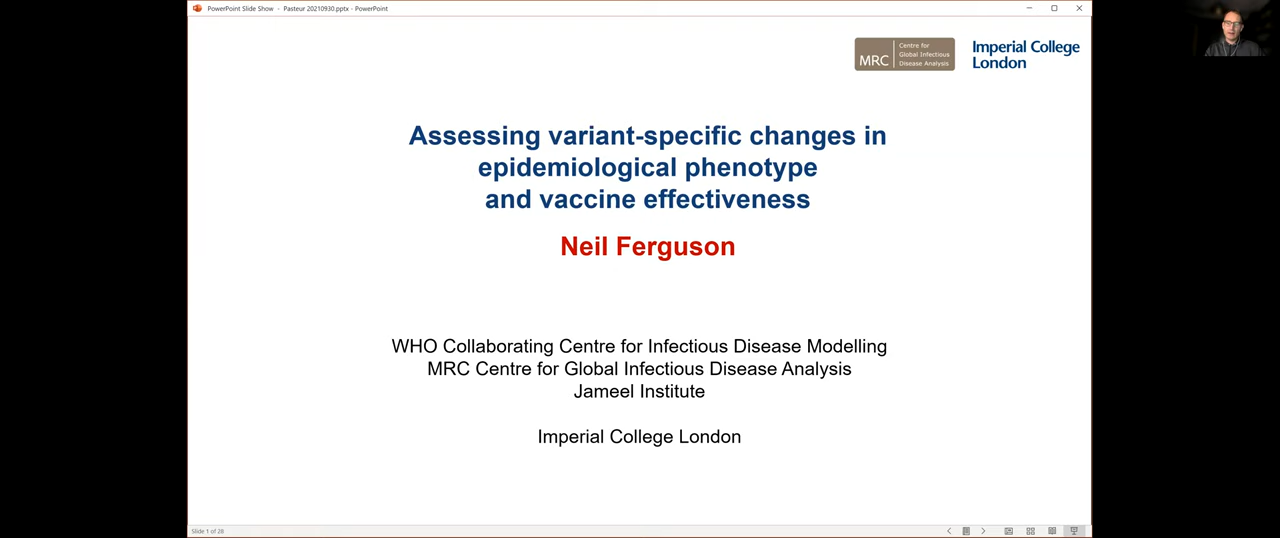 PowerPoint Slide Show - Pasteur 20210930.pptx - PowerPoint
MRC
Centre for
Global Infectious
Disease Analysis
Imperial College
London
Assessing variant-specific changes in
epidemiological phenotype
and vaccine effectiveness
Neil Ferguson
WHO Collaborating Centre for Infectious Disease Modelling
MRC Centre for Global Infectious Disease Analysis
Jameel Institute
Imperial College London
Slide 1 of 28